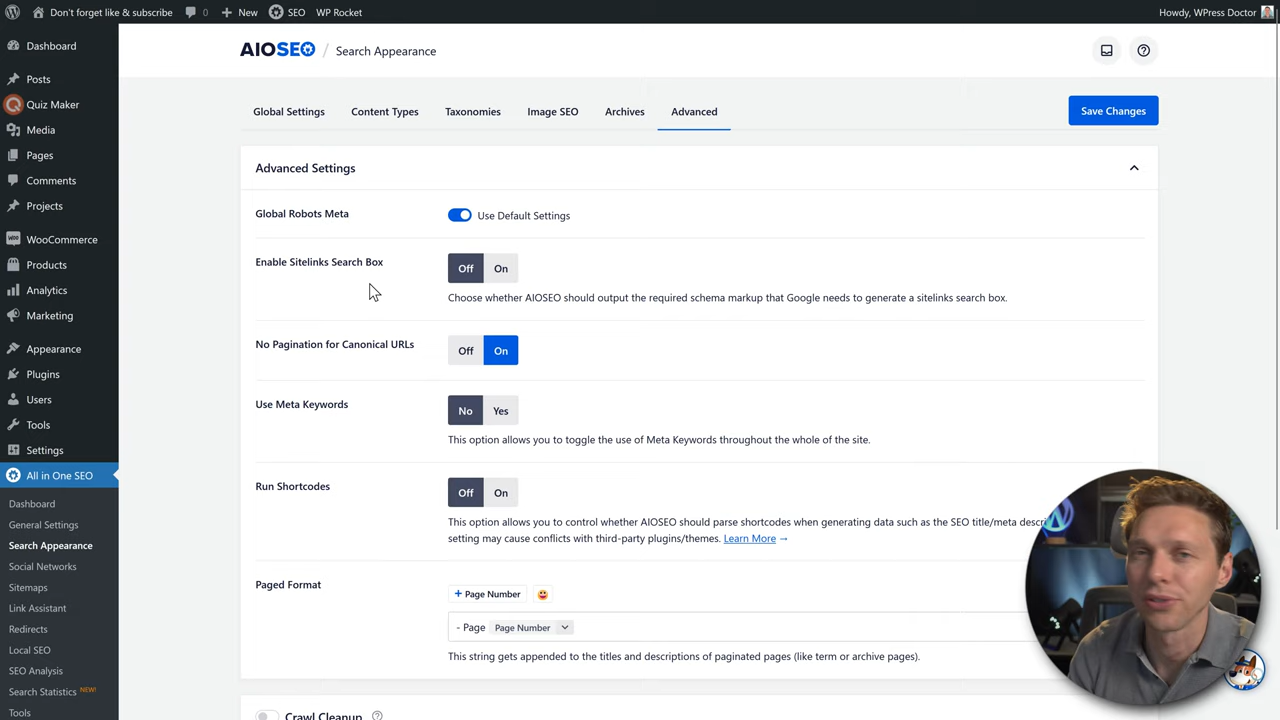 Don't forget like & subscribe 0 New SEO WP Rocket Howdy, WPress Doctor
Dashboard
Posts
Quiz Maker
Media
Pages
Comments
Projects
WooCommerce
Products
Analytics
Marketing
Appearance
Plugins
Users
Tools
Settings
All in One SEO
Dashboard
General Settings
Search Appearance
Social Networks
Sitemaps
Link Assistant
Redirects
Local SEO
SEO Analysis
Search Statistics NEW!
Tools
AIOSEO / Search Appearance
Global Settings Content Types Taxonomies Image SEO Archives Advanced Save Changes
Advanced Settings
Global Robots Meta Use Default Settings
Enable Sitelinks Search Box Off On
Choose whether AIOSEO should output the required schema markup that Google needs to generate a sitelinks search box.
No Pagination for Canonical URLs Off On
Use Meta Keywords No Yes
This option allows you to toggle the use of Meta Keywords throughout the whole of the site.
Run Shortcodes Off On
This option allows you to control whether AIOSEO should parse shortcodes when generating data such as the SEO title/meta descri
setting may cause conflicts with third-party plugins/themes. Learn More →
Paged Format + Page Number
- Page Page Number
This string gets appended to the titles and descriptions of paginated pages (like term or archive pages).
Crawl Cleanup